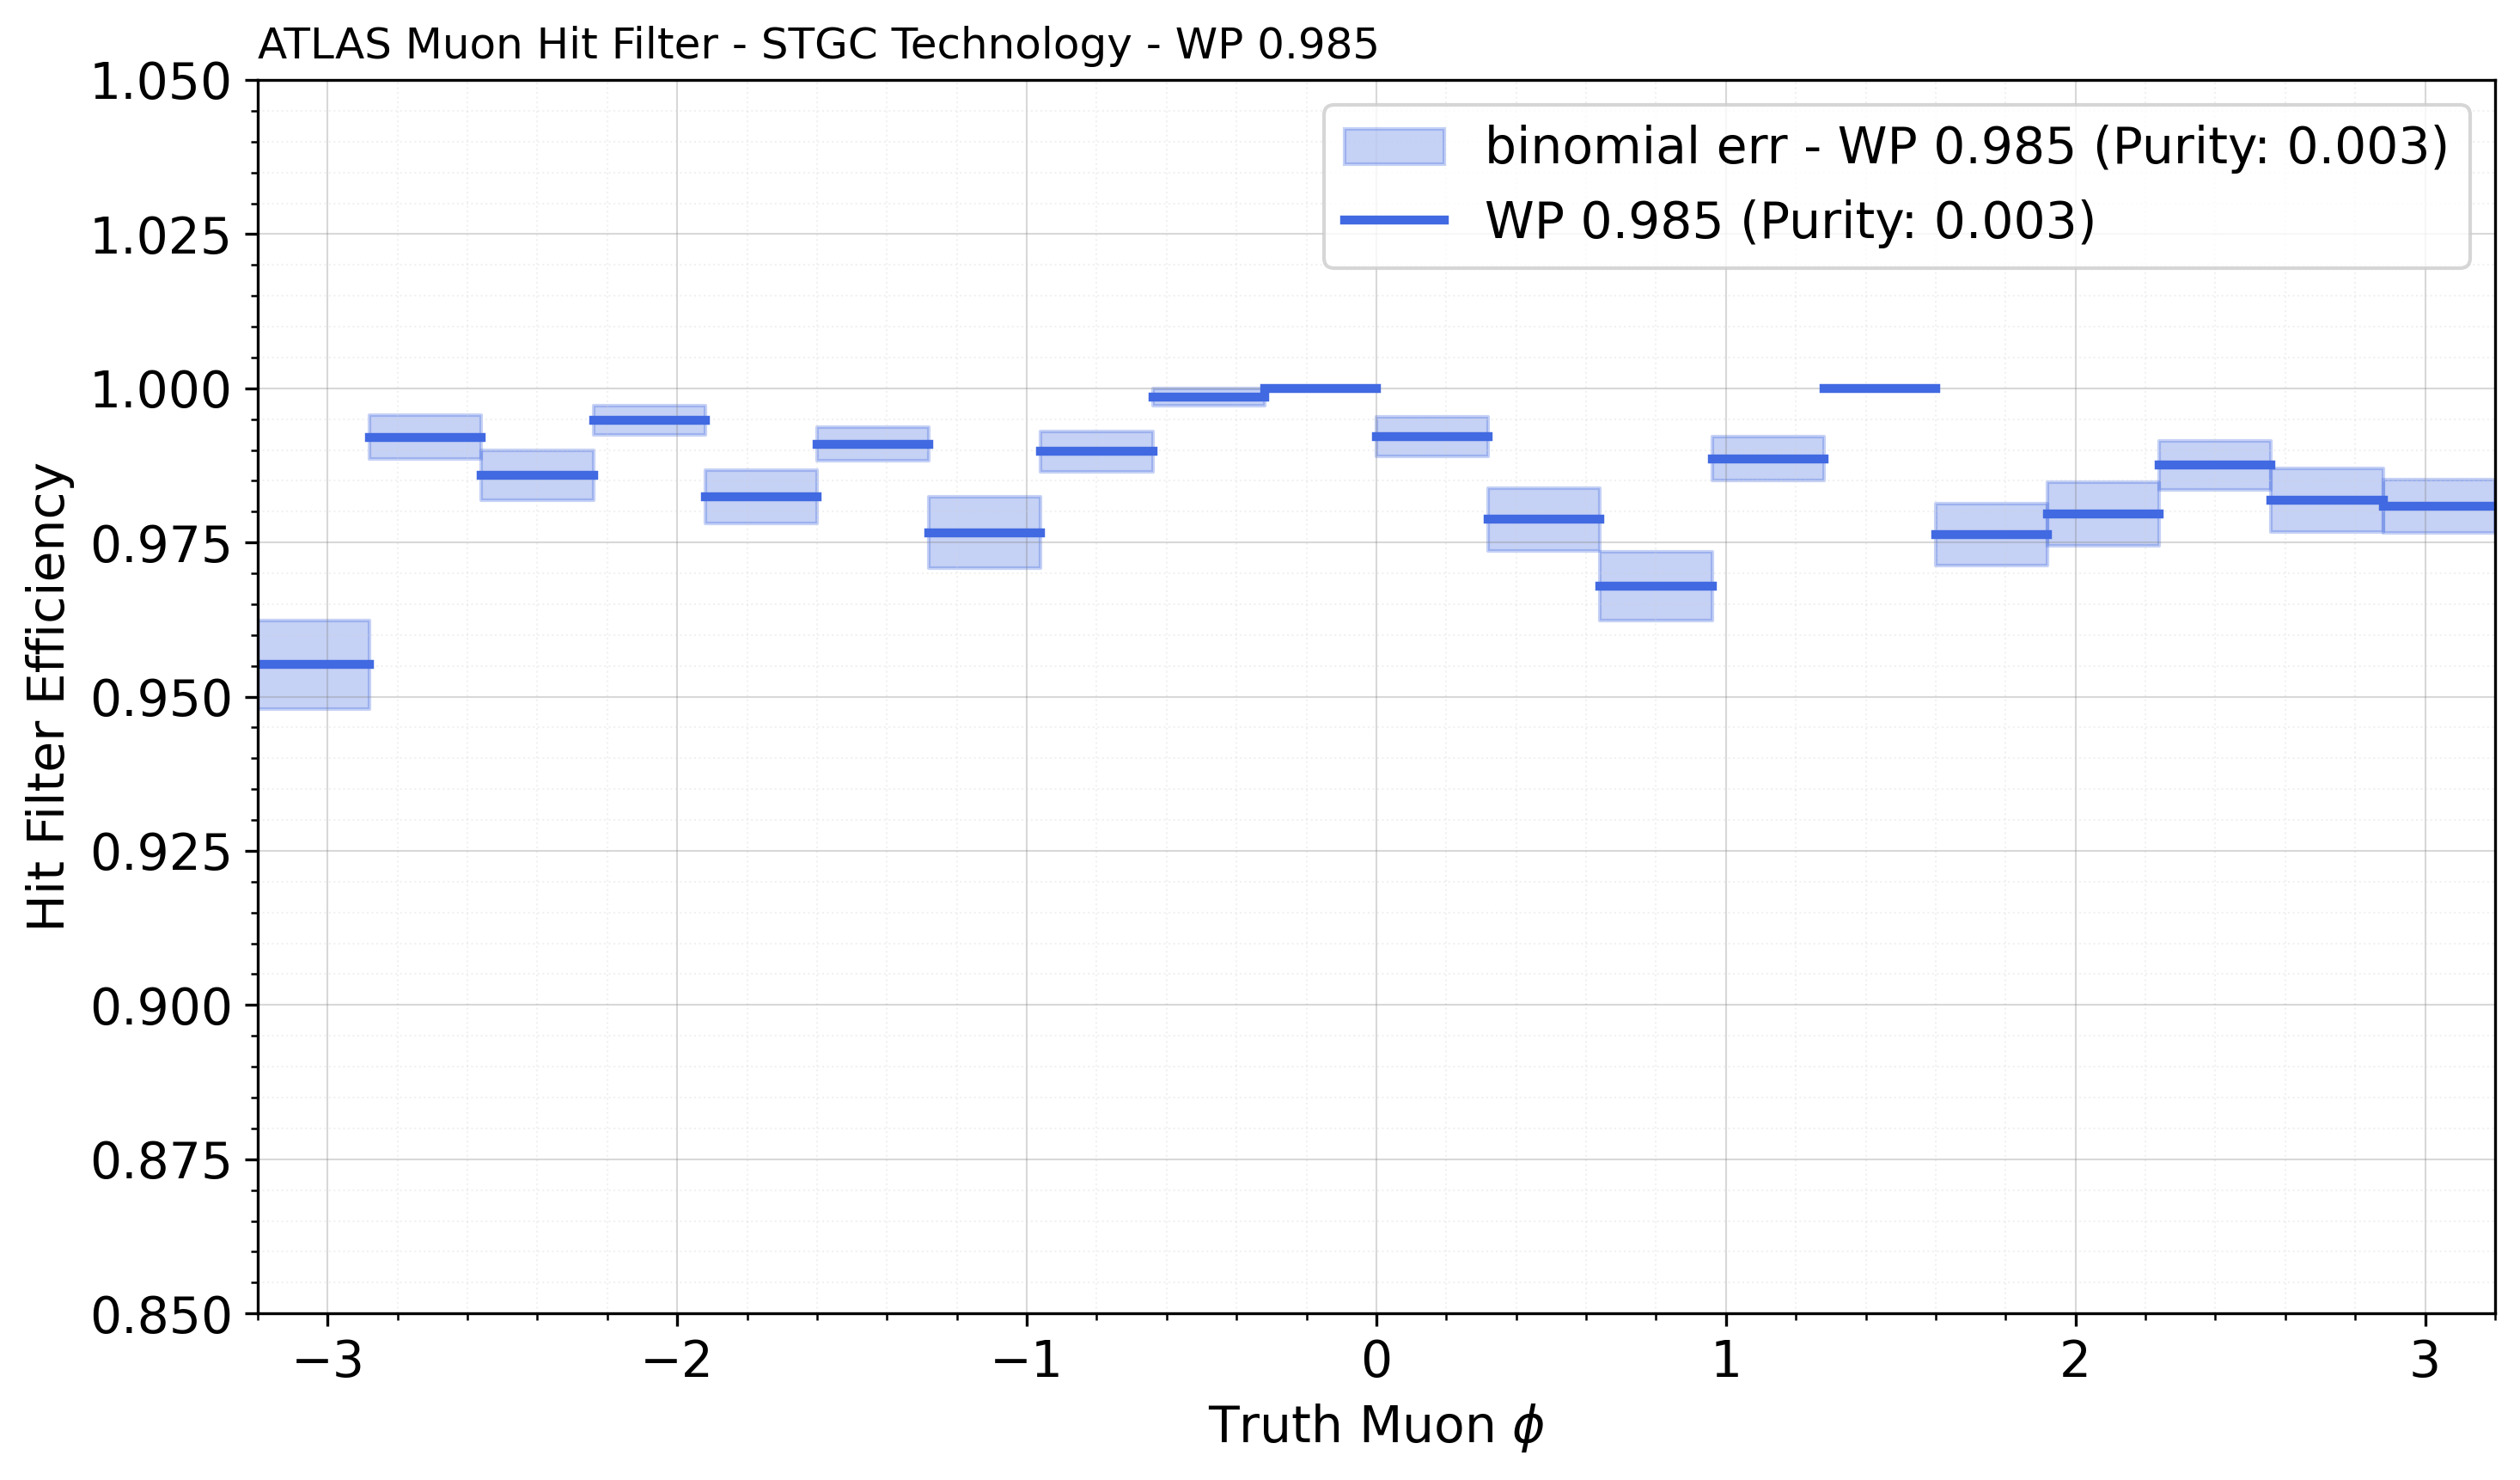 ATLAS Muon Hit Filter - STGC Technology - WP 0.985
binomial err - WP 0.985 (Purity: 0.003)
WP 0.985 (Purity: 0.003)
Hit Filter Efficiency
1.050
1.025
1.000
0.975
0.950
0.925
0.900
0.875
0.850
−3 −2 −1 0 1 2 3
Truth Muon ϕ